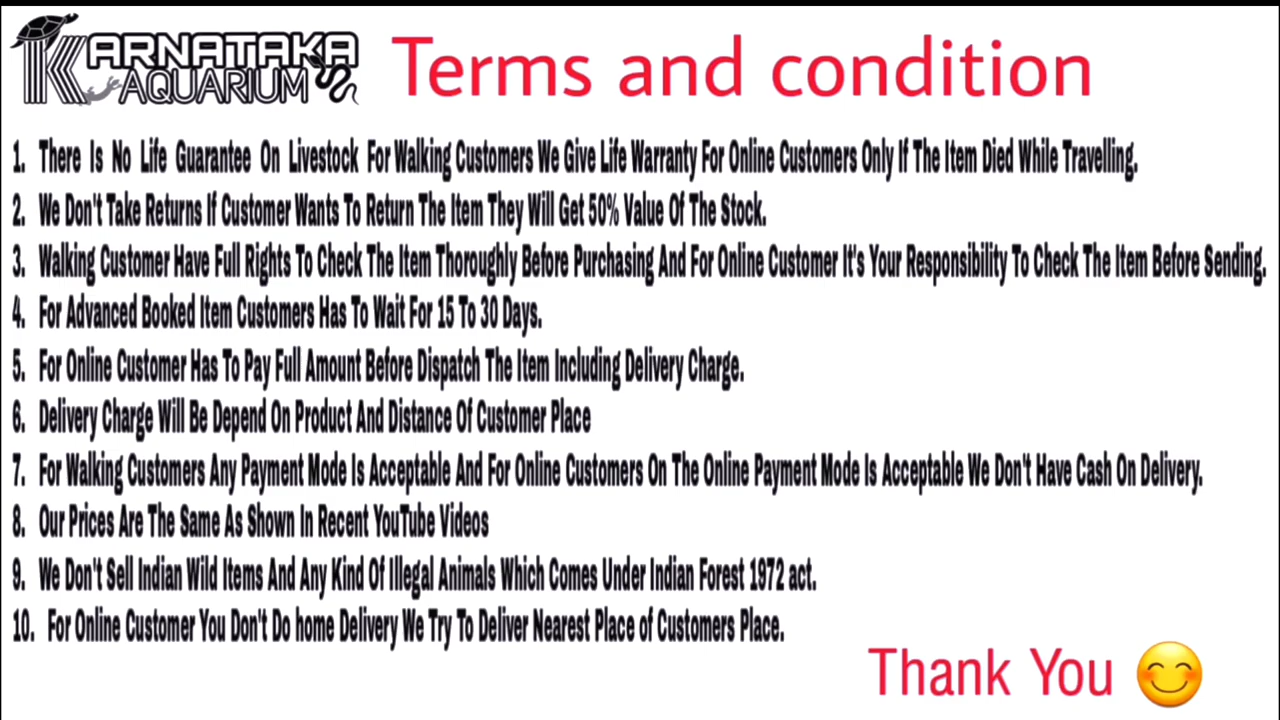 KARNATAKA
AQUARIUM
Terms and condition
1. There Is No Life Guarantee On Livestock For Walking Customers We Give Life Warranty For Online Customers Only If The Item Died While Travelling.
2. We Don't Take Returns If Customer Wants To Return The Item They Will Get 50% Value Of The Stock.
3. Walking Customer Have Full Rights To Check The Item Thoroughly Before Purchasing And For Online Customer It's Your Responsibility To Check The Item Before Sending.
4. For Advanced Booked Item Customers Has To Wait For 15 To 30 Days.
5. For Online Customer Has To Pay Full Amount Before Dispatch The Item Including Delivery Charge.
6. Delivery Charge Will Be Depend On Product And Distance Of Customer Place
7. For Walking Customers Any Payment Mode Is Acceptable And For Online Customers On The Online Payment Mode Is Acceptable We Don't Have Cash On Delivery.
8. Our Prices Are The Same As Shown In Recent YouTube Videos
9. We Don't Sell Indian Wild Items And Any Kind Of Illegal Animals Which Comes Under Indian Forest 1972 act.
10. For Online Customer You Don't Do home Delivery We Try To Deliver Nearest Place of Customers Place.
Thank You 😊